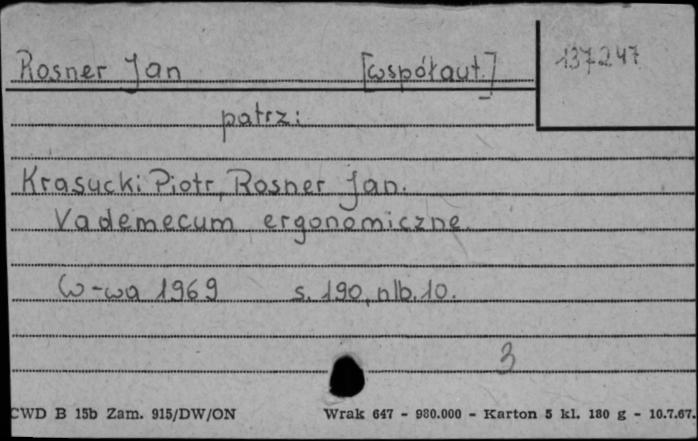 Rosner Jan [współaut.] 137247
patrz:
Krasucki Piotr, Rosner Jan.
Vademecum ergonomiczne.
W-wa 1969 s. 190, nlb. 10.
3
CWD B 15b Zam. 915/DW/ON Wrak 647 - 980.000 - Karton 5 kl. 180 g - 10.7.67.